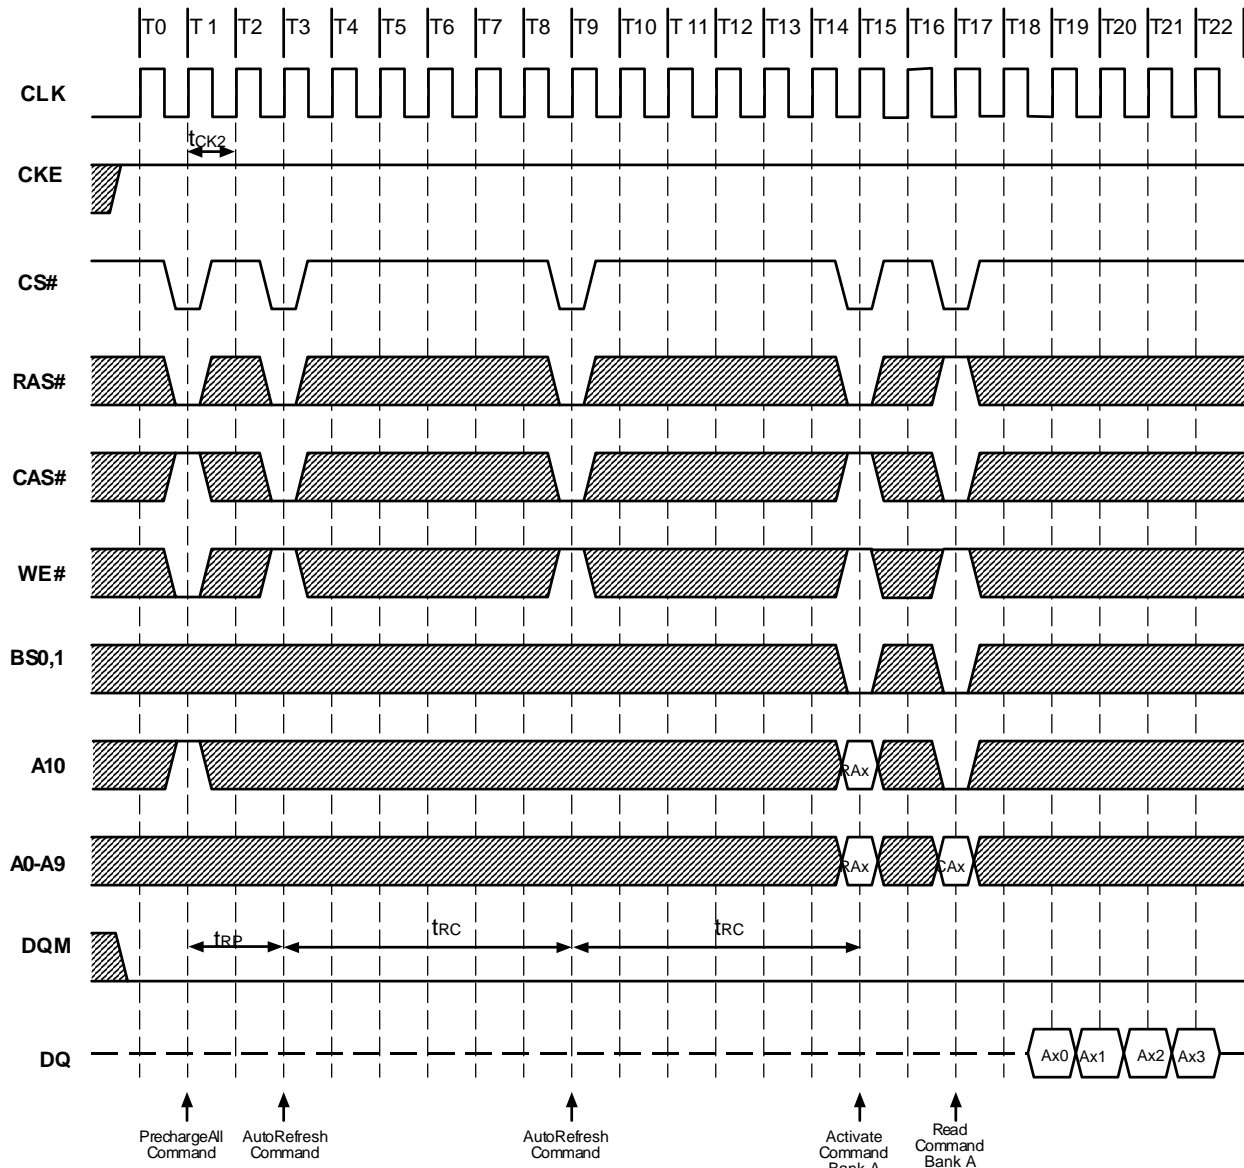 T0 T 1 T2 T3 T4 T5 T6 T7 T8 T9 T10 T 11 T12 T13 T14 T15 T16 T17 T18 T19 T20 T21 T22
CLK
tCK2
CKE
CS#
RAS#
CAS#
WE#
BS0,1
A10
RAx
A0-A9
RAx CAx
DQM
tRP tRC tRC
DQ
Ax0 Ax1 Ax2 Ax3
PrechargeAll
Command
AutoRefresh
Command
AutoRefresh
Command
Activate
Command
Bank A
Read
Command
Bank A